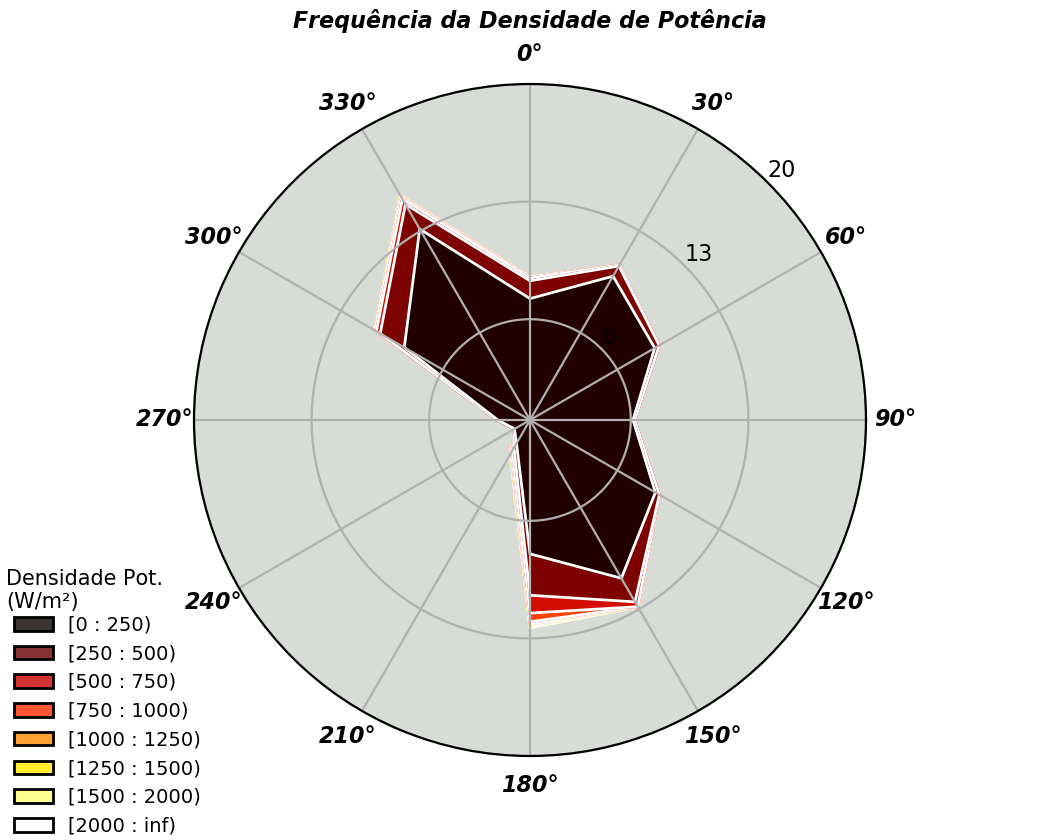 Frequência da Densidade de Potência
0°
330°
30°
20
300°
60°
13
6
270°
90°
Densidade Pot.
(W/m²)
240°
120°
[0 : 250)
[250 : 500)
[500 : 750)
[750 : 1000)
210°
150°
[1000 : 1250)
[1250 : 1500)
180°
[1500 : 2000)
[2000 : inf)